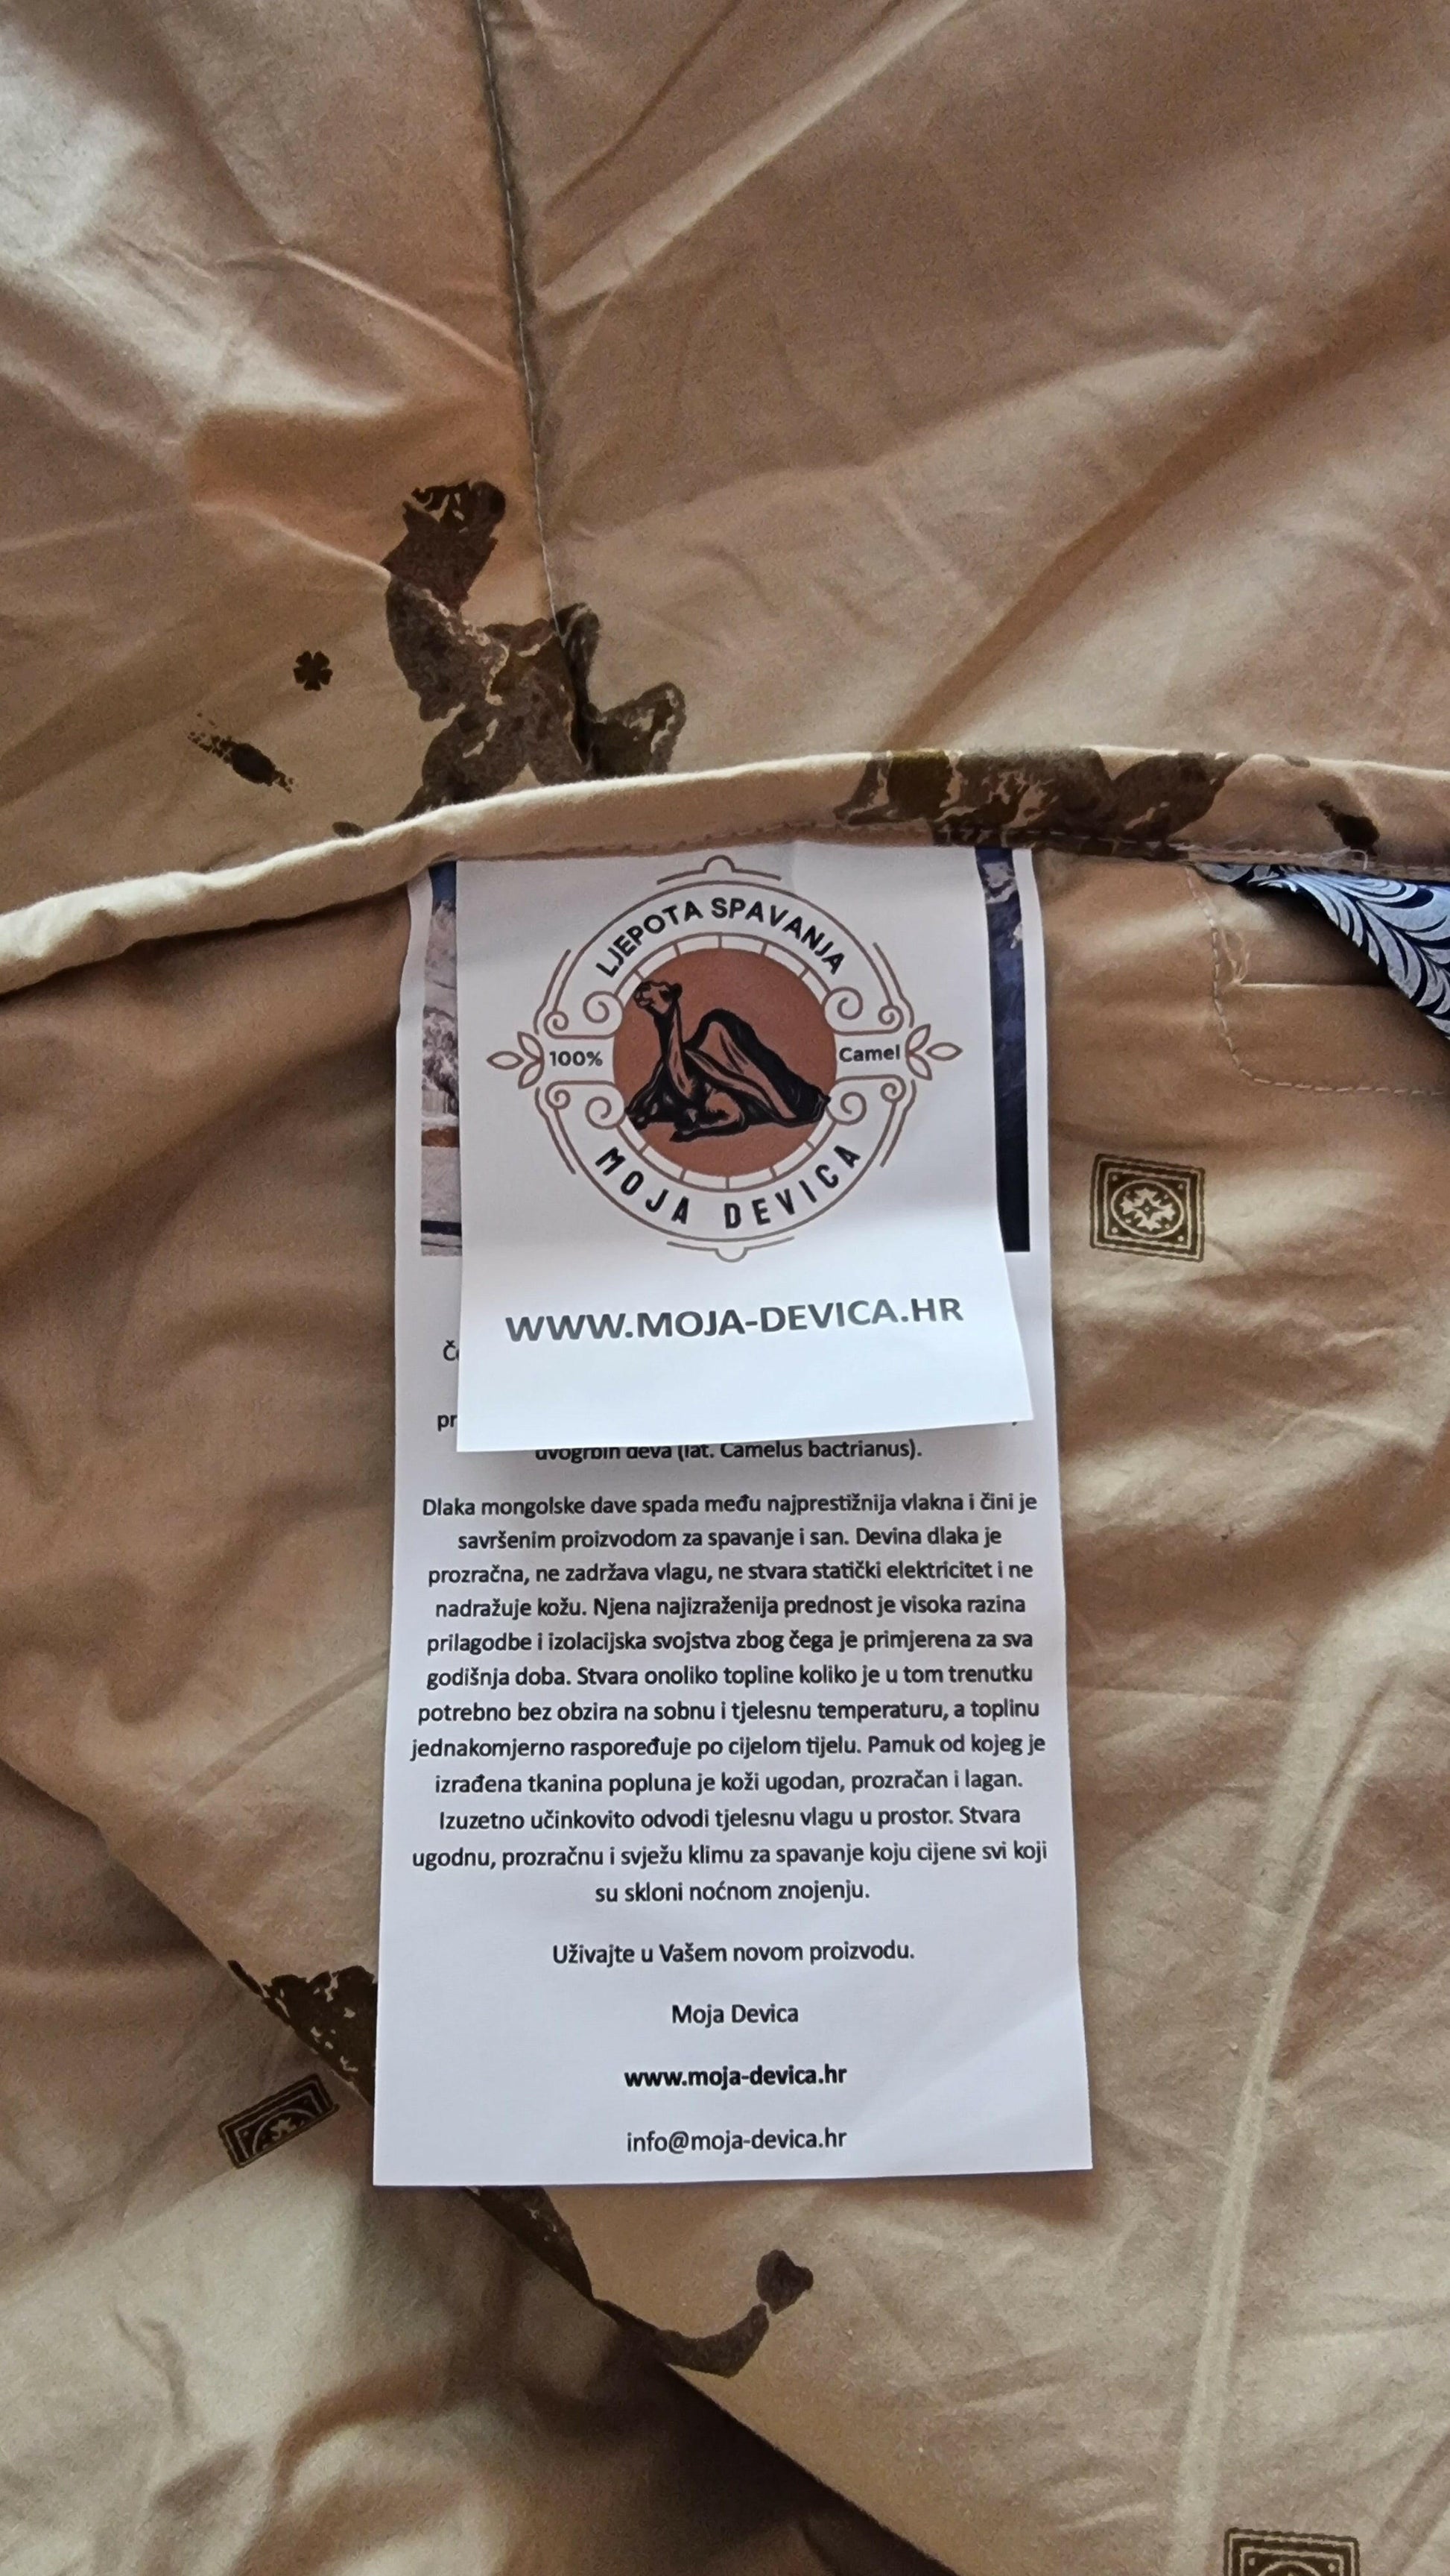 LJEPOTA SPAVANJA
100%
Camel
MOJA DEVICA
WWW.MOJA-DEVICA.HR
dvogrbih deva (lat. Camelus bactrianus).
Dlaka mongolske dave spada među najprestižnija vlakna i čini je
savršenim proizvodom za spavanje i san. Devina dlaka je
prozračna, ne zadržava vlagu, ne stvara statički elektricitet i ne
nadražuje kožu. Njena najizraženija prednost je visoka razina
prilagodbe i izolacijska svojstva zbog čega je primjerena za sva
godišnja doba. Stvara onoliko topline koliko je u tom trenutku
potrebno bez obzira na sobnu i tjelesnu temperaturu, a toplinu
jednakomjerno raspoređuje po cijelom tijelu. Pamuk od kojeg je
izrađena tkanina popluna je koži ugodan, prozračan i lagan.
Izuzetno učinkovito odvodi tjelesnu vlagu u prostor. Stvara
ugodnu, prozračnu i svježu klimu za spavanje koju cijene svi koji
su skloni noćnom znojenju.
Uživajte u Vašem novom proizvodu.
Moja Devica
www.moja-devica.hr
info@moja-devica.hr